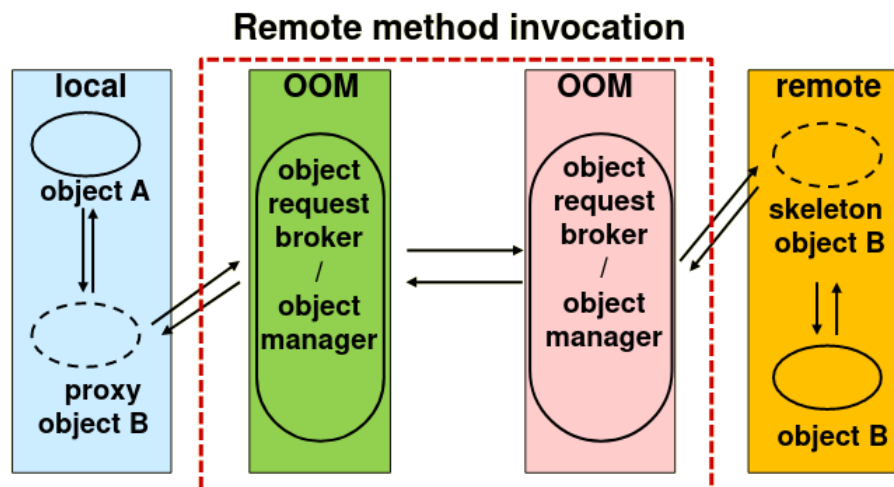 Remote method invocation
local
object A
proxy
object B
OOM
object
request
broker
/
object
manager
OOM
object
request
broker
/
object
manager
remote
skeleton
object B
object B